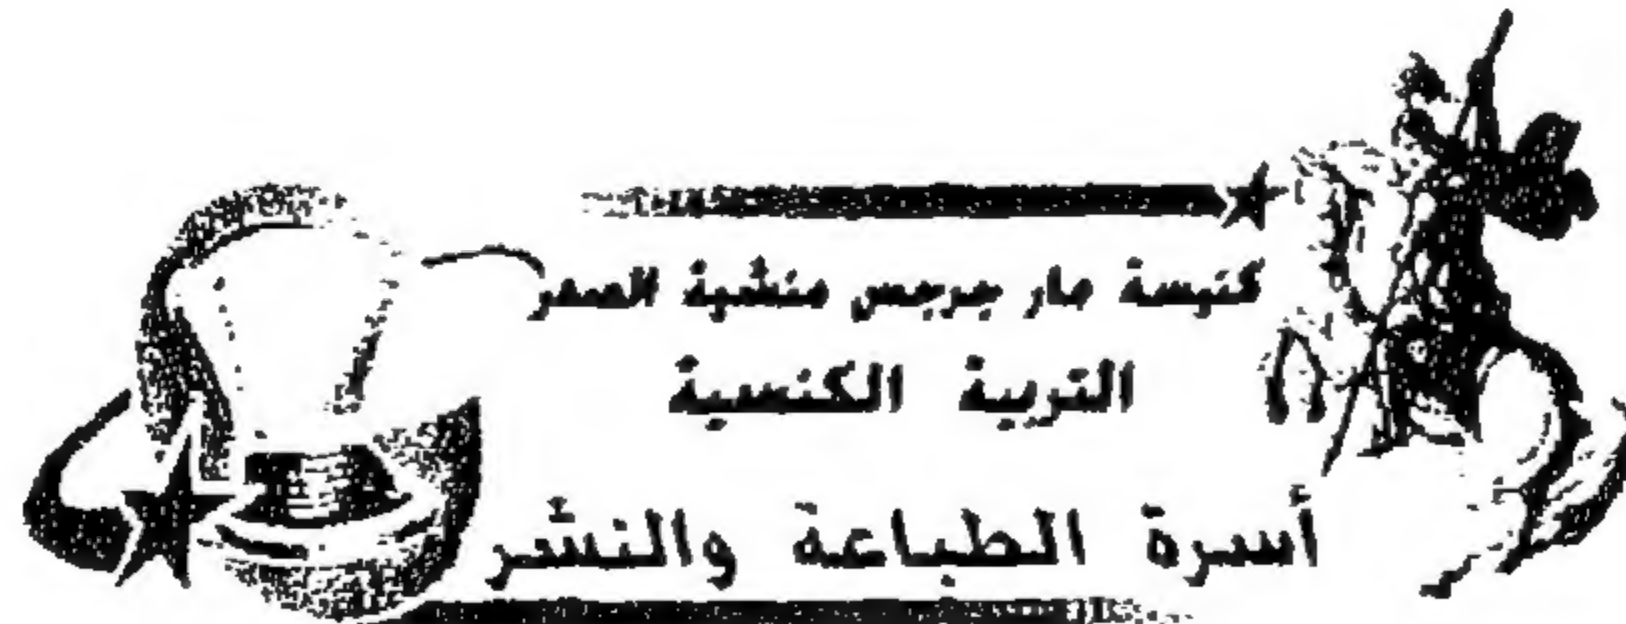 كنيسة مار جرجس منشية الصدر
التربية الكنسية
أسرة الطباعة والنشر